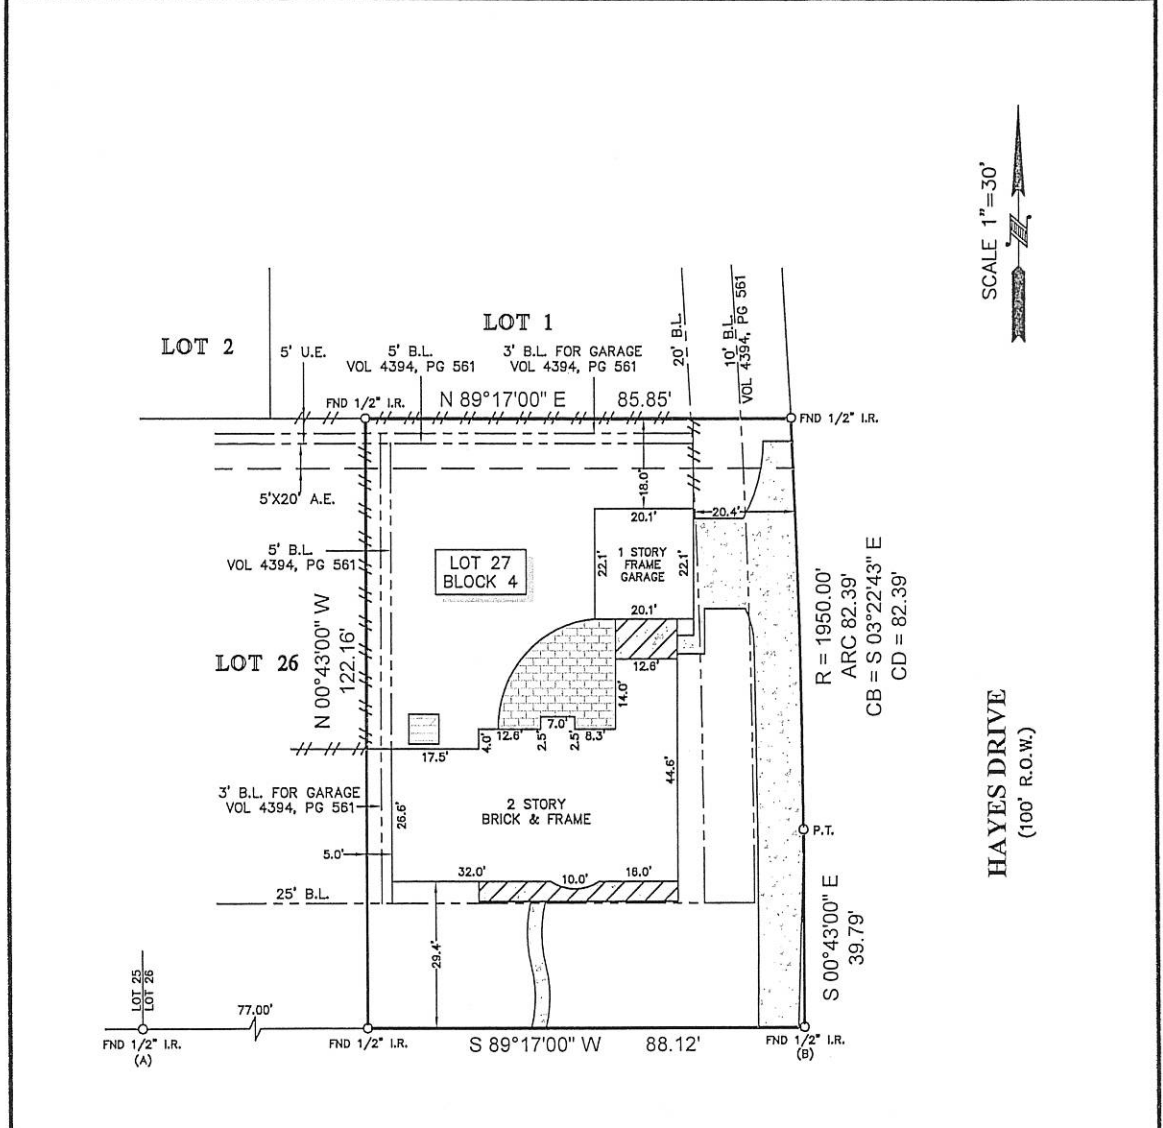 SCALE 1"=30'
LOT 1
LOT 2
5' U.E.
5' B.L.
VOL 4394, PG 561
3' B.L. FOR GARAGE
VOL 4394, PG 561
20' B.L.
10' B.L.
VOL 4394, PG 561
FND 1/2" I.R.
N 89°17'00" E 85.85'
FND 1/2" I.R.
5'X20' A.E.
18.0'
20.1'
20.4'
5' B.L.
VOL 4394, PG 561
LOT 27
BLOCK 4
22.1'
1 STORY
FRAME
GARAGE
22.1'
20.1'
R = 1950.00'
ARC 82.39'
CB = S 03°22'43" E
CD = 82.39'
LOT 26
N 00°43'00" W
122.16'
12.6'
14.0'
7.0'
4.0'
12.6'
2.5'
2.5'
8.3'
17.5'
44.6'
HAYES DRIVE
(100' R.O.W.)
3' B.L. FOR GARAGE
VOL 4394, PG 561
26.6'
2 STORY
BRICK & FRAME
P.T.
5.0'
32.0'
10.0'
16.0'
25' B.L.
29.4'
S 00°43'00" E
39.79'
LOT 25
LOT 26
77.00'
FND 1/2" I.R.
(A)
FND 1/2" I.R.
S 89°17'00" W 88.12'
FND 1/2" I.R.
(B)